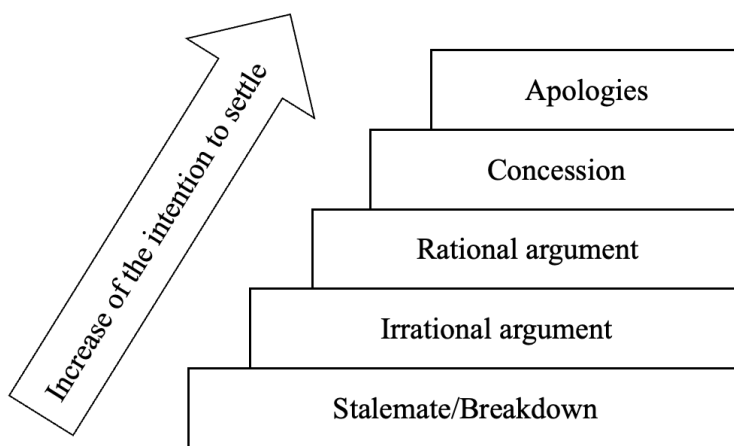 Increase of the intention to settle
Apologies
Concession
Rational argument
Irrational argument
Stalemate/Breakdown